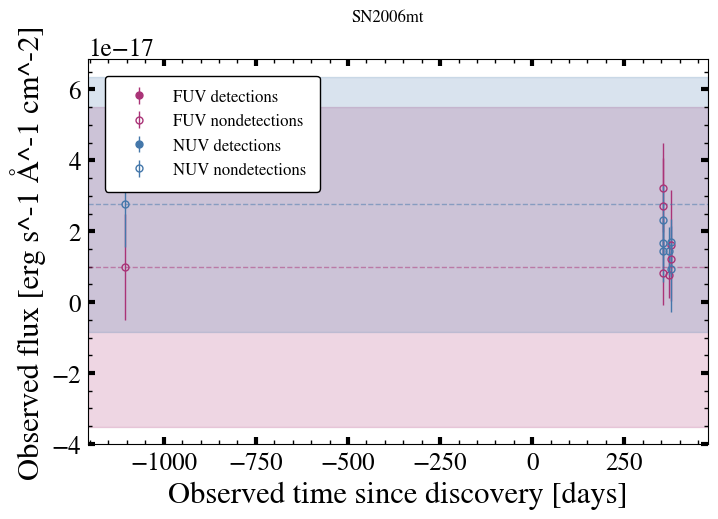 SN2006mt
1e−17
FUV detections
FUV nondetections
NUV detections
NUV nondetections
6
4
2
0
−2
−4
−1000 −750 −500 −250 0 250
Observed time since discovery [days]
Observed flux [erg s^-1 Å^-1 cm^-2]